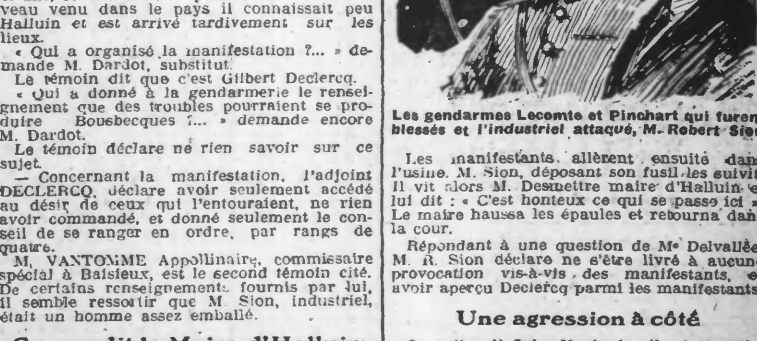 veau venu dans le pays il connaissait peu
Halluin et est arrivé tardivement sur les
lieux.
« Qui a organisé la manifestation ?... » de-
mande M. Dardot, substitut.
Le témoin dit que c'est Gilbert Declercq.
« Qui a donné à la gendarmerie le rensei-
gnement que des troubles pourraient se pro-
duire Bousbecques ?... » demande encore
M. Dardot.
Le témoin déclare ne rien savoir sur ce
sujet.
— Concernant la manifestation, l'adjoint
DECLERCQ, déclare avoir seulement accédé
au désir de ceux qui l'entouraient, ne rien
avoir commandé, et donné seulement le con-
seil de se ranger en ordre, par rangs de
quatre.
M, VANTOMME Appollinaire, commissaire
spécial à Baisieux, est le second témoin cité.
De certains renseignements fournis par lui,
il semble ressortir que M. Sion, industriel,
était un homme assez emballé.
Les gendarmes Lecomte et Pinchart qui furen
blessés et l'industriel attaqué, M. Robert Sion
Les manifestants allèrent ensuite dans
l'usine. M. Sion, déposant son fusil les suivit
Il vit alors M. Desmettre maire d'Halluin e
lui dit : « C'est honteux ce qui se passe ici »
Le maire haussa les épaules et retourna dan
la cour.
Répondant à une question de Me Delvallée
M. R. Sion déclare ne s'être livré à aucune
provocation vis-à-vis des manifestants, e
avoir aperçu Declercq parmi les manifestants
Une agression à côté